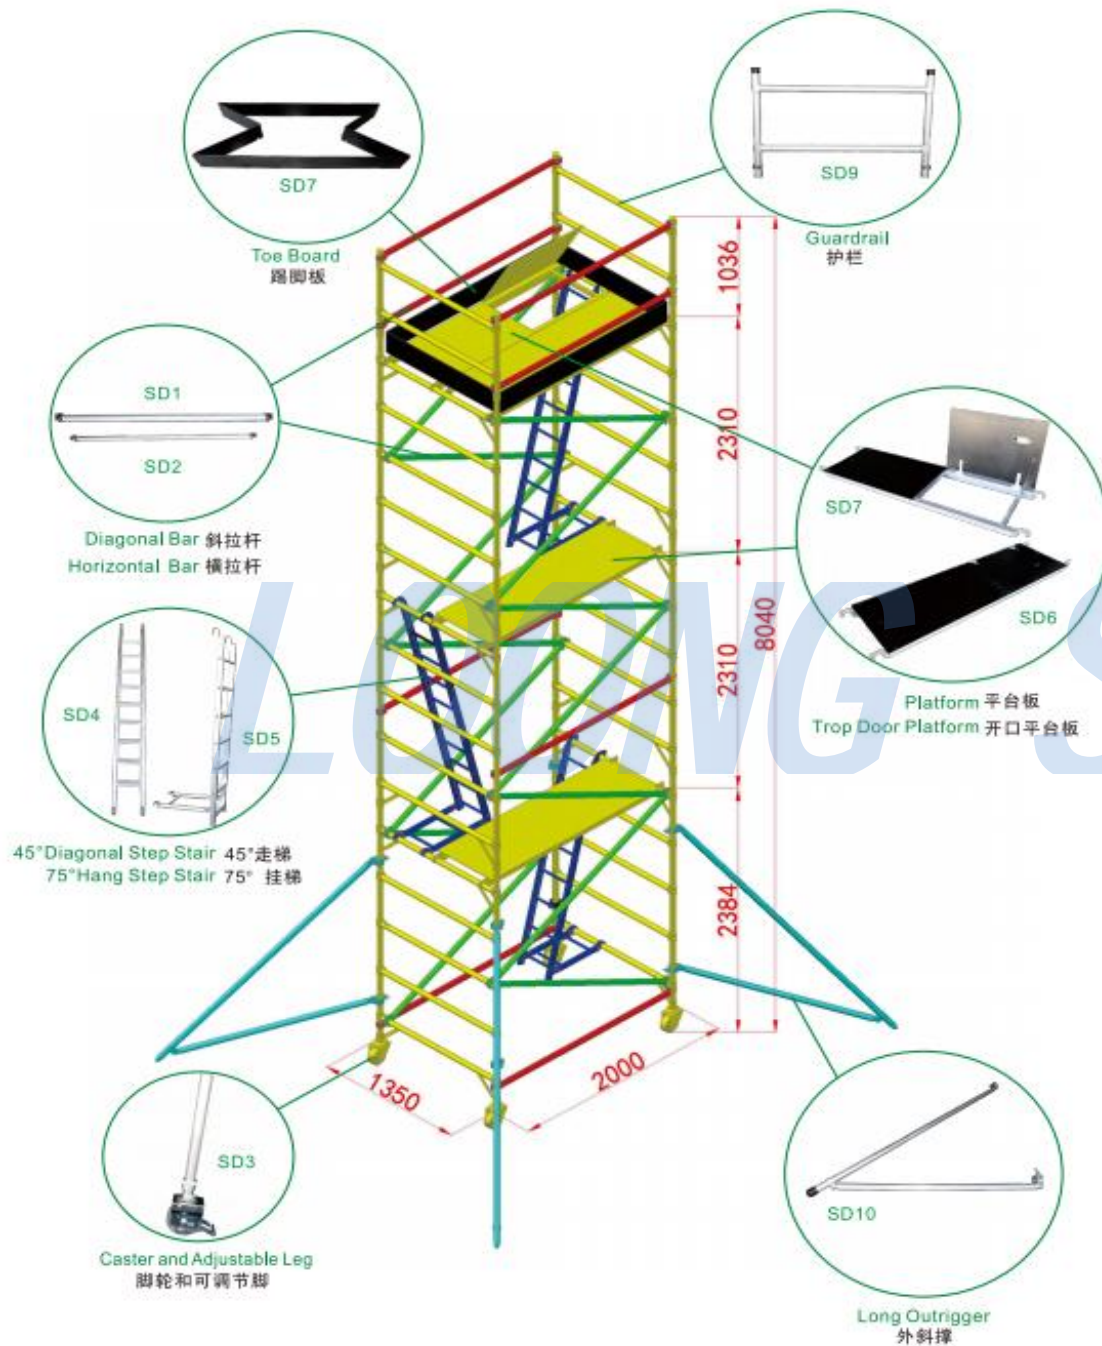 SD7
Toe Board
踢脚板
SD9
Guardrail
护栏
1036
SD1
SD2
Diagonal Bar 斜拉杆
Horizontal Bar 横拉杆
2310
SD7
SD6
Platform 平台板
Trop Door Platform 开口平台板
8040
2310
SD4
SD5
45°Diagonal Step Stair 45°走梯
75°Hang Step Stair 75° 挂梯
2384
1350
2000
SD3
Caster and Adjustable Leg
脚轮和可调节脚
SD10
Long Outrigger
外斜撑
LOONG S